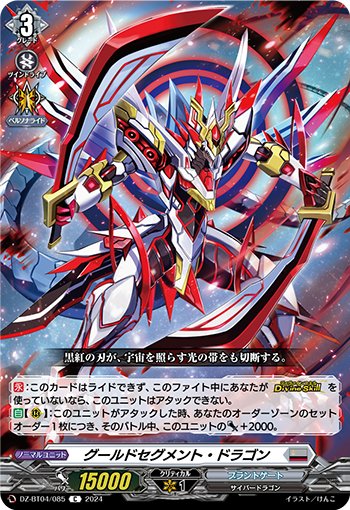 3
グレード
ツインドライブ
ペルソナライド
黒紅の刃が、宇宙を照らす光の帯をも切断する。
永:このカードはライドできず、このファイト中にあなたが Divine Skill を
使っていないなら、このユニットはアタックできない。
自【R】:このユニットがアタックした時、あなたのオーダーゾーンのセット
オーダー1枚につき、そのバトル中、このユニットの+2000。
ノーマルユニット
グールドセグメント・ドラゴン
パワー 15000
クリティカル
1
ブラントゲート
サイバードラゴン
DZ-BT04/085 C 2024
イラスト/けんこ